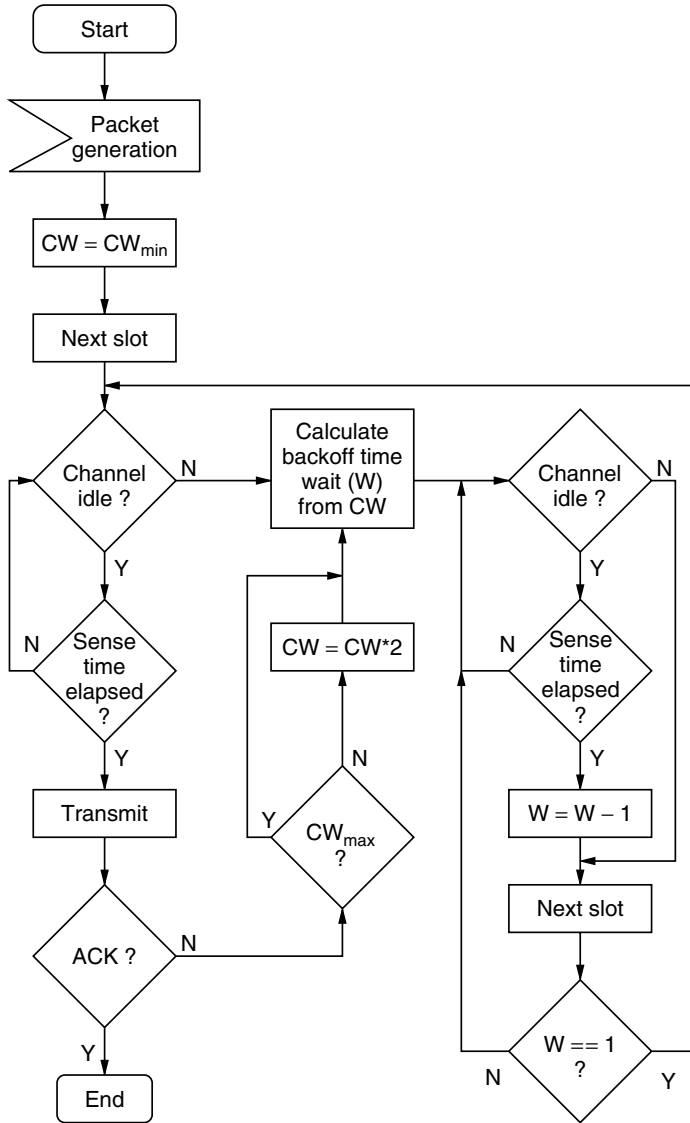 Start
Packet
generation
CW = CWmin
Next slot
Channel
idle ?
N
Y
Sense
time
elapsed
?
N
Y
Transmit
ACK ?
N
Y
End
Calculate
backoff time
wait (W)
from CW
CW = CW*2
N
Y
CWmax
?
Channel
idle ?
N
Y
Sense
time
elapsed
?
N
Y
W = W – 1
Next slot
W == 1
?
N
Y